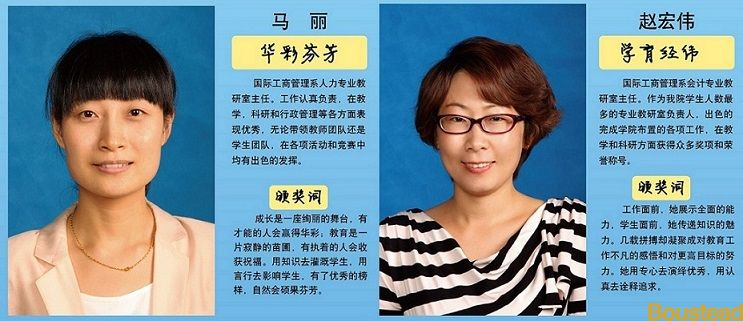 马 丽
华彩芬芳
国际工商管理系人力专业教
研室主任。工作认真负责，在教
学、科研和行政管理等各方面表
现优秀，无论带领教师团队还是
学生团队，在各项活动和竞赛中
均有出色的发挥。
颁奖词
成长是一座绚丽的舞台，有
才能的人会赢得华彩；教育是一
片寂静的苗圃，有执着的人会收
获祝福。用知识去灌溉学生，用
言行去影响学生，有了优秀的榜
样，自然会硕果芬芳。
赵宏伟
学育经纬
国际工商管理系会计专业教
研室主任。作为我院学生人数最
多的专业教研室负责人，出色的
完成学院布置的各项工作，在教
学和科研方面获得众多奖项和荣
誉称号。
颁奖词
工作面前，她展示全面的能
力，学生面前，她传递知识的魅
力。几载拼搏却凝聚成对教育工
作不凡的感悟和对更高目标的努
力。她用专心去演绎优秀，用认
真去诠释追求。
Boustead